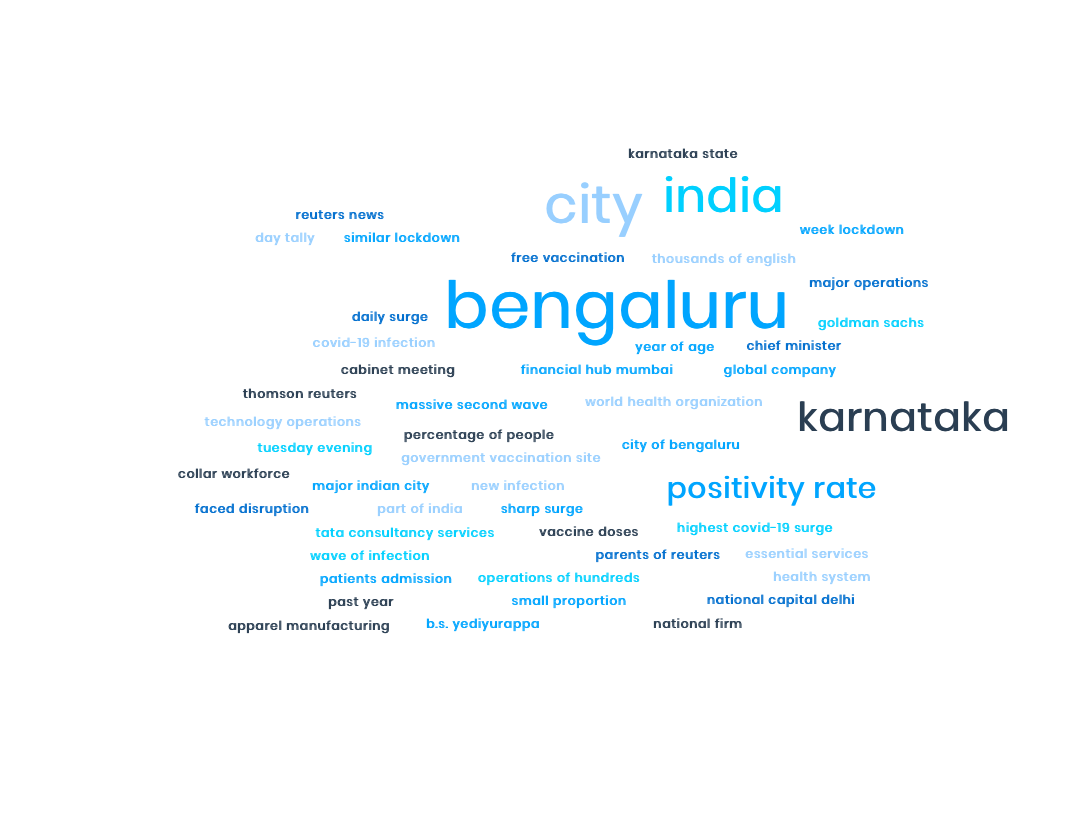 karnataka state
city india
reuters news
week lockdown
day tally similar lockdown
free vaccination thousands of english
major operations
bengaluru
daily surge
goldman sachs
covid-19 infection
year of age chief minister
cabinet meeting financial hub mumbai global company
thomson reuters
massive second wave world health organization
karnataka
technology operations
percentage of people
tuesday evening city of bengaluru
government vaccination site
collar workforce
major indian city new infection positivity rate
faced disruption part of india sharp surge
tata consultancy services vaccine doses highest covid-19 surge
wave of infection parents of reuters essential services
patients admission operations of hundreds health system
past year small proportion national capital delhi
apparel manufacturing b.s. yediyurappa national firm